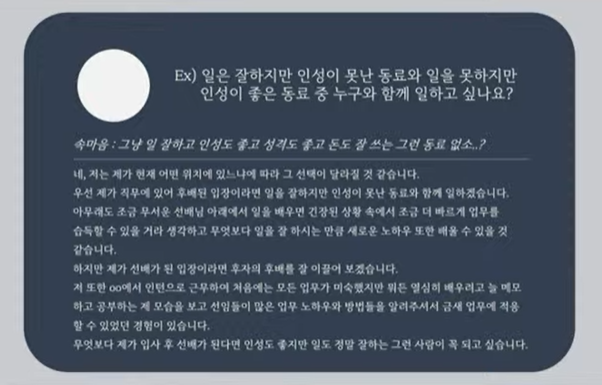 Ex) 일은 잘하지만 인성이 못난 동료와 일을 못하지만
인성이 좋은 동료 중 누구와 함께 일하고 싶나요?
속마음 : 그냥 일 잘하고 인성도 좋고 성격도 좋고 돈도 잘 쓰는 그런 동료 없소..?
네, 저는 제가 현재 어떤 위치에 있느냐에 따라 그 선택이 달라질 것 같습니다.
우선 제가 직무에 있어 후배된 입장이라면 일을 잘하지만 인성이 못난 동료와 함께 일하겠습니다.
아무래도 조금 무서운 선배님 아래에서 일을 배우면 긴장된 상황 속에서 조금 더 빠르게 업무를
습득할 수 있을 거라 생각하고 무엇보다 일을 잘 하시는 만큼 새로운 노하우 또한 배울 수 있을 것
같습니다.
하지만 제가 선배가 된 입장이라면 후자의 후배를 잘 이끌어 보겠습니다.
저 또한 oo에서 인턴으로 근무하여 처음에는 모든 업무가 미숙했지만 뭐든 열심히 배우려고 늘 메모
하고 공부하는 제 모습을 보고 선임들이 많은 업무 노하우와 방법들을 알려주셔서 금새 업무에 적응
할 수 있었던 경험이 있습니다.
무엇보다 제가 입사 후 선배가 된다면 인성도 좋지만 일도 정말 잘하는 그런 사람이 꼭 되고 싶습니다.